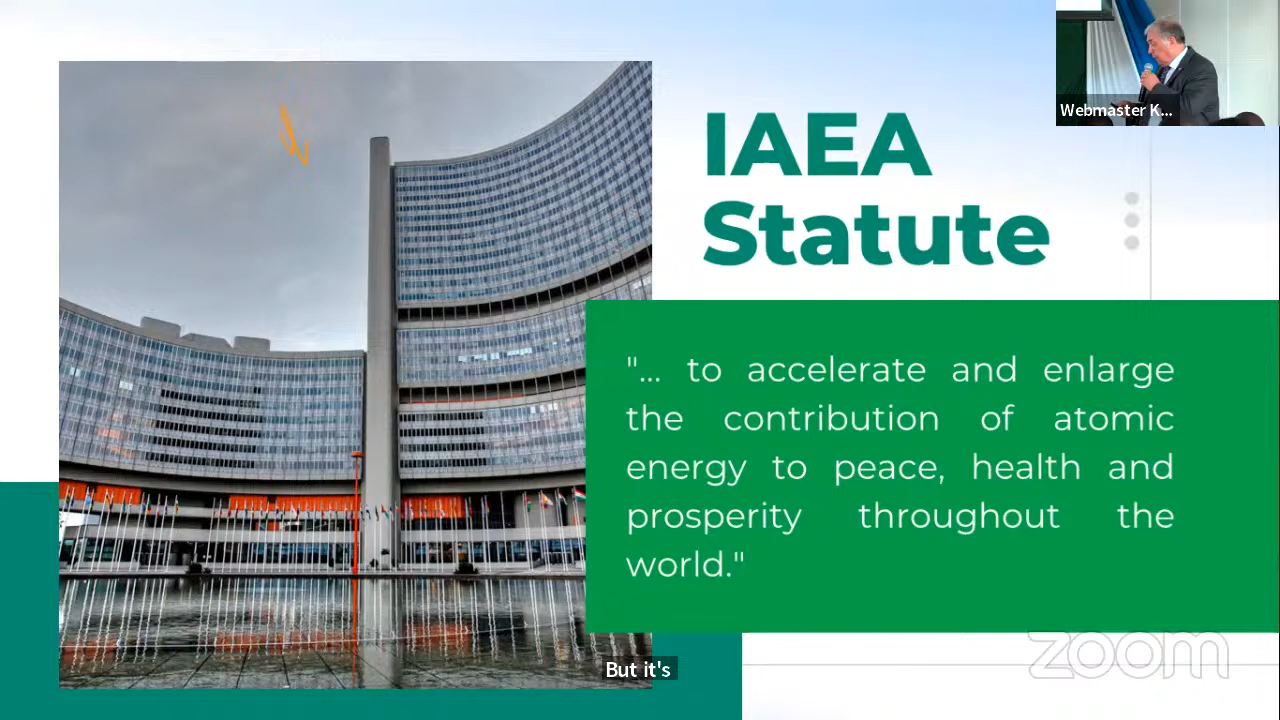 Webmaster K...
IAEA
Statute
"... to accelerate and enlarge
the contribution of atomic
energy to peace, health and
prosperity throughout the
world."
zoom
But it's